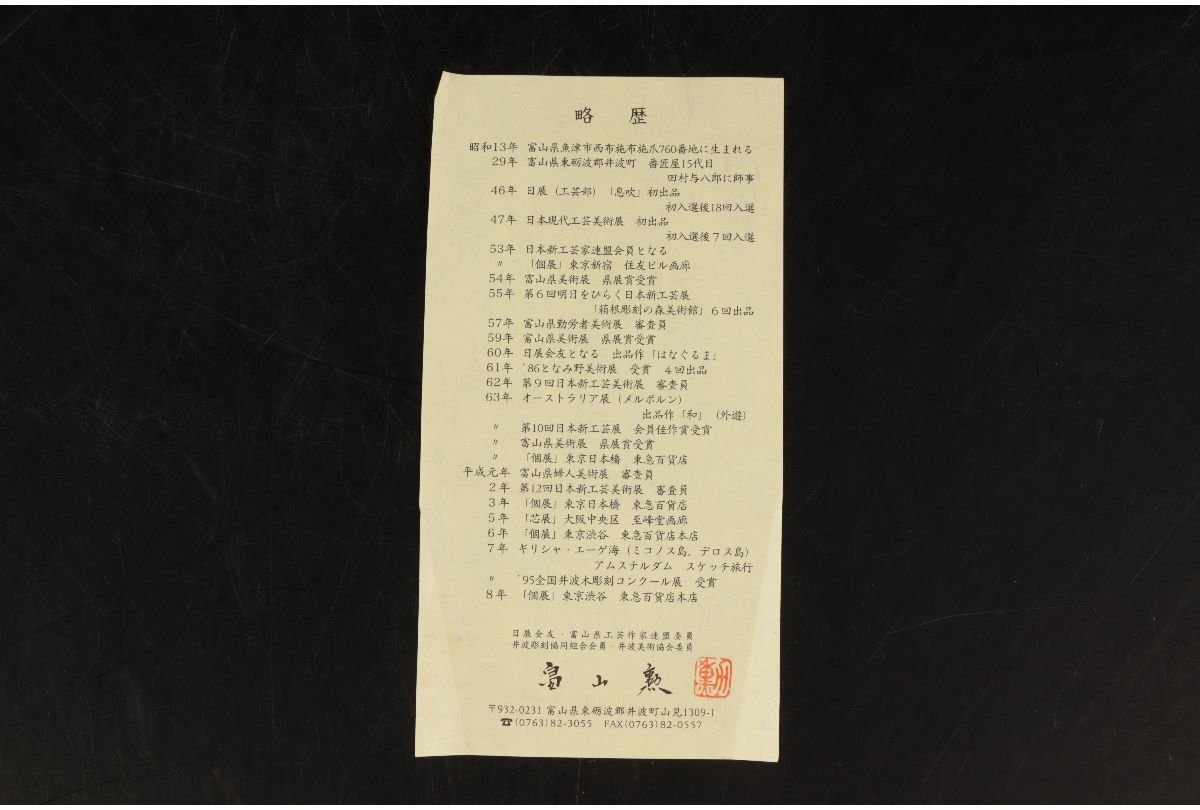 略　歴
昭和13年 富山県魚津市西布施布施爪760番地に生まれる
29年 富山県東砺波郡井波町　番匠屋15代目
田村与八郎に師事
46年 日展（工芸部）「息吹」初出品
初入選後18回入選
47年 日本現代工芸美術展　初出品
初入選後７回入選
53年 日本新工芸家連盟会員となる
〃 「個展」東京新宿　住友ビル画廊
54年 富山県美術展　県展賞受賞
55年 第６回明日をひらく日本新工芸展
「箱根彫刻の森美術館」６回出品
57年 富山県勤労者美術展　審査員
59年 富山県美術展　県展賞受賞
60年 日展会友となる　出品作「はなぐるま」
61年 '86となみ野美術展　受賞　４回出品
62年 第９回日本新工芸美術展　審査員
63年 オーストラリア展（メルボルン）
出品作「和」（外遊）
〃 第10回日本新工芸展　会員佳作賞受賞
〃 富山県美術展　県展賞受賞
〃 「個展」東京日本橋　東急百貨店
平成元年 富山県婦人美術展　審査員
２年 第12回日本新工芸美術展　審査員
３年 「個展」東京日本橋　東急百貨店
５年 「芯展」大阪中央区　至峰堂画廊
６年 「個展」東京渋谷　東急百貨店本店
７年 ギリシャ・エーゲ海（ミコノス島、デロス島）
アムステルダム　スケッチ旅行
〃 '95全国井波木彫刻コンクール展　受賞
８年 「個展」東京渋谷　東急百貨店本店
日展会友・富山県工芸作家連盟委員
井波彫刻協同組合会員・井波美術協会委員
畠山勲
〒932-0231 富山県東砺波郡井波町山見1309-1
☎(0763)82-3055　FAX(0763)82-0557